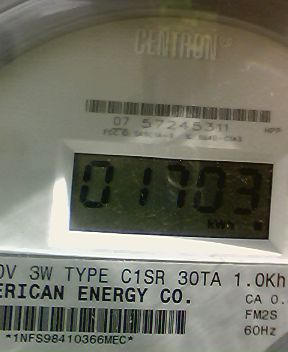 CENTRON®
07 57245311 HPP
01703
kWh
0V 3W TYPE C1SR 30TA 1.0Kh
ERICAN ENERGY CO.
CA 0.
FM2S
60Hz
*1NFS98410366MEC*